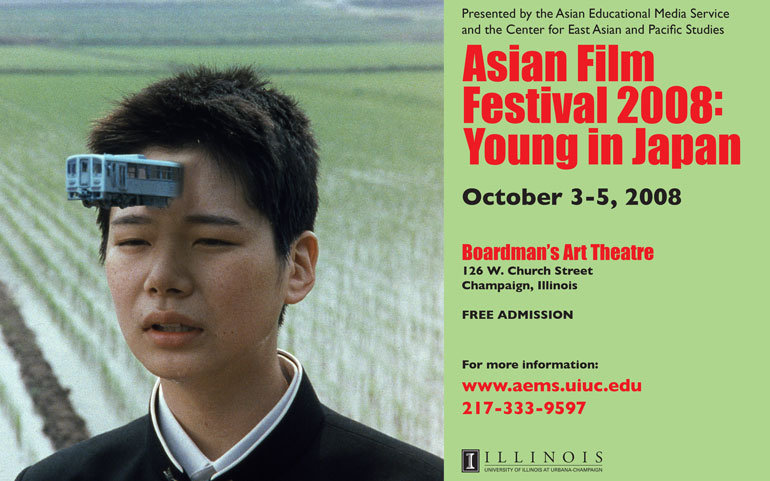 Presented by the Asian Educational Media Service
and the Center for East Asian and Pacific Studies
Asian Film
Festival 2008:
Young in Japan
October 3-5, 2008
Boardman's Art Theatre
126 W. Church Street
Champaign, Illinois
FREE ADMISSION
For more information:
www.aems.uiuc.edu
217-333-9597
I ILLINOIS
UNIVERSITY OF ILLINOIS AT URBANA-CHAMPAIGN